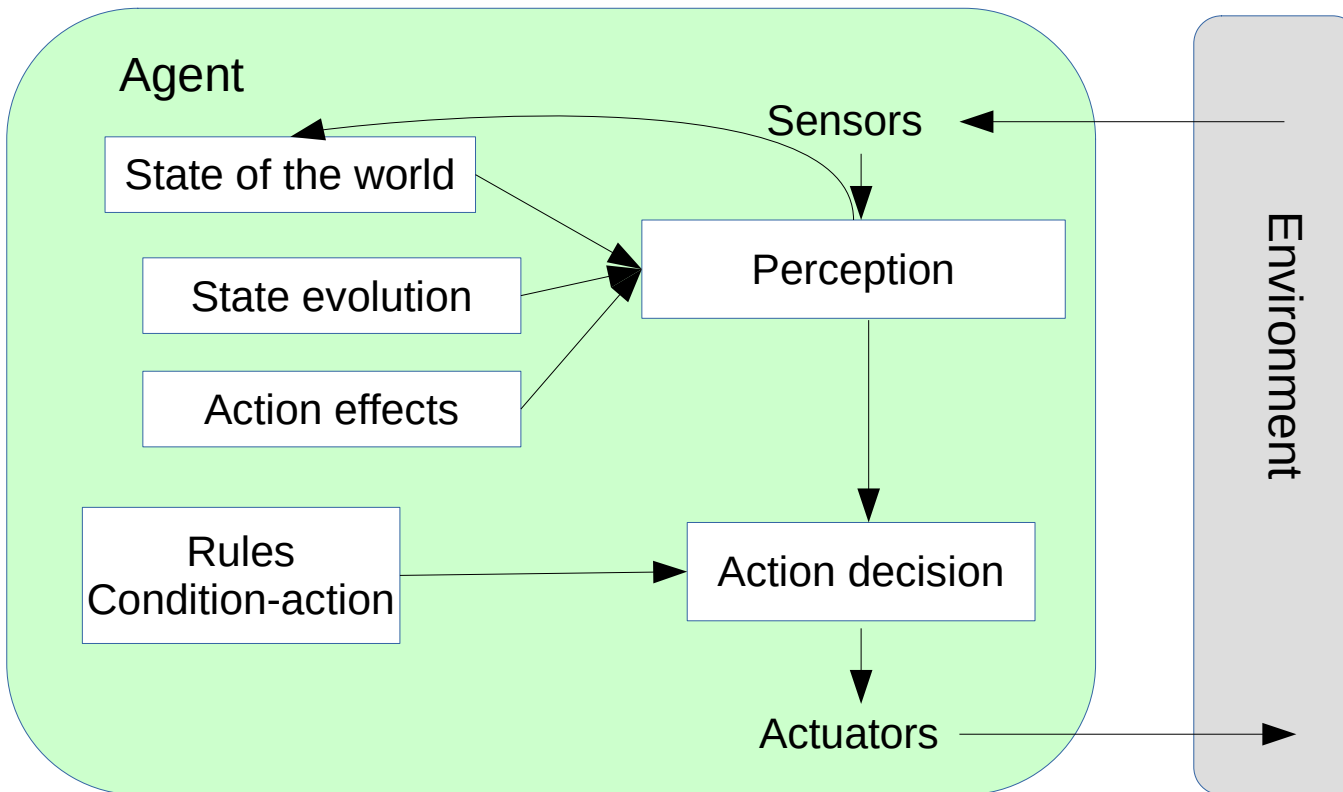 Agent
Sensors
State of the world
Perception
State evolution
Action effects
Rules
Condition-action
Action decision
Actuators
Environment